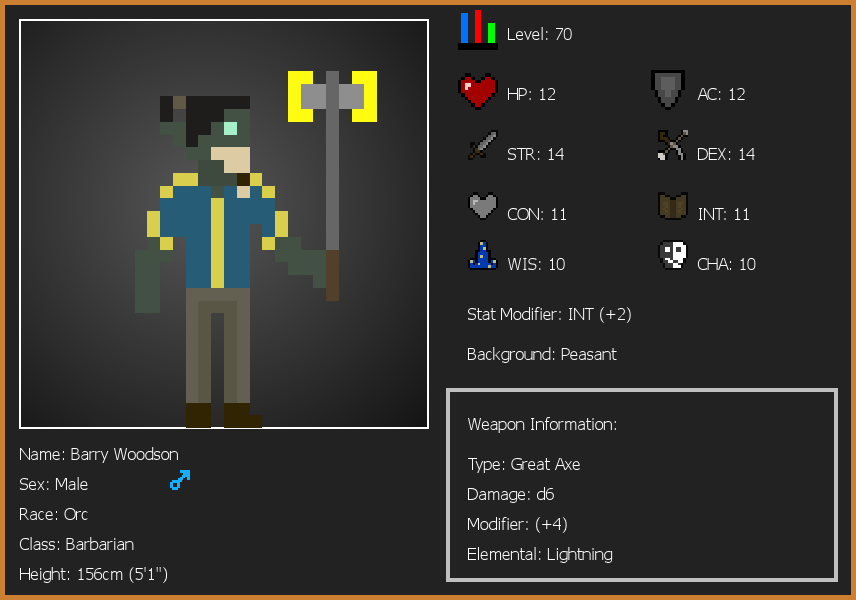 Level: 70
HP: 12
AC: 12
STR: 14
DEX: 14
CON: 11
INT: 11
WIS: 10
CHA: 10
Stat Modifier: INT (+2)
Background: Peasant
Weapon Information:
Type: Great Axe
Damage: d6
Modifier: (+4)
Elemental: Lightning
Name: Barry Woodson
Sex: Male
Race: Orc
Class: Barbarian
Height: 156cm (5'1")